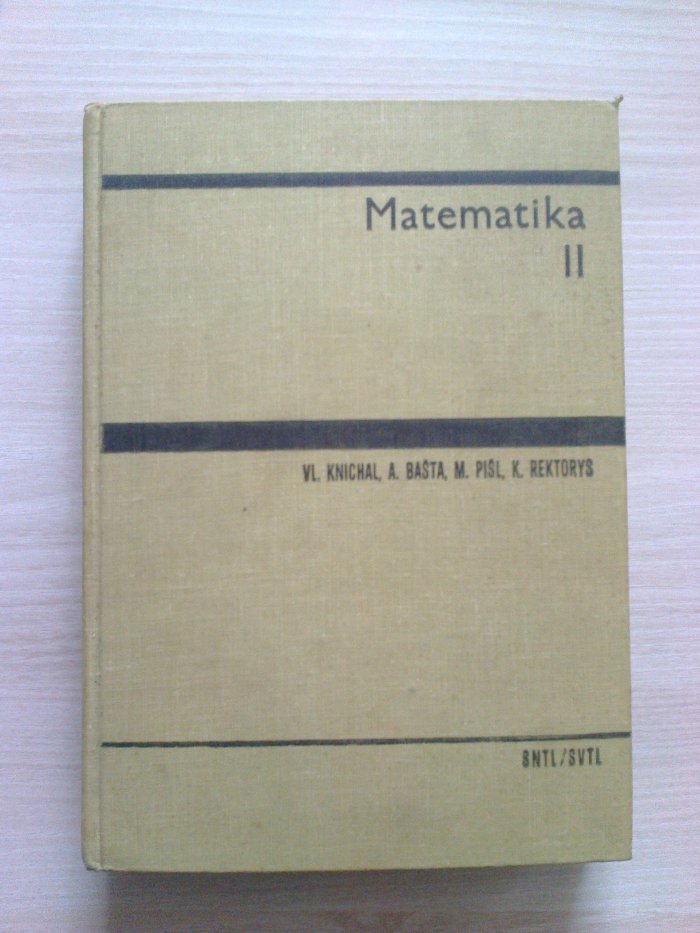 Matematika
II
VL. KNICHAL, A. BAŠTA, M. PIŠL, K. REKTORYS
SNTL/SVTL